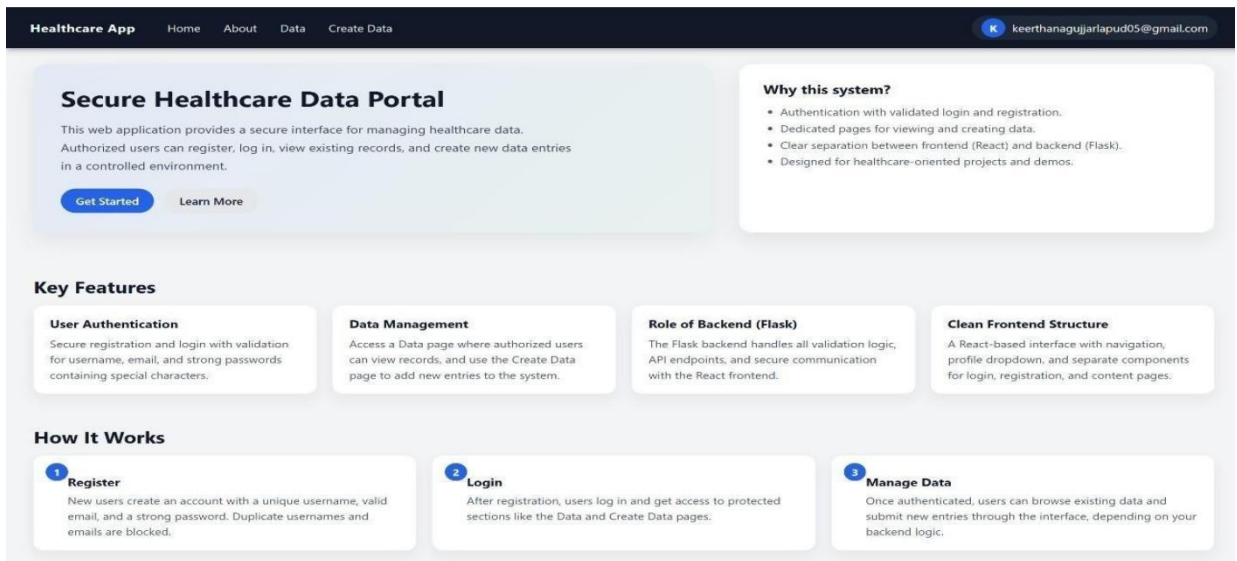 Healthcare App Home About Data Create Data K keerthanagujjarlapud05@gmail.com
Secure Healthcare Data Portal
This web application provides a secure interface for managing healthcare data.
Authorized users can register, log in, view existing records, and create new data entries
in a controlled environment.
Get Started Learn More
Why this system?
• Authentication with validated login and registration.
• Dedicated pages for viewing and creating data.
• Clear separation between frontend (React) and backend (Flask).
• Designed for healthcare-oriented projects and demos.
Key Features
User Authentication
Secure registration and login with validation
for username, email, and strong passwords
containing special characters.
Data Management
Access a Data page where authorized users
can view records, and use the Create Data
page to add new entries to the system.
Role of Backend (Flask)
The Flask backend handles all validation logic,
API endpoints, and secure communication
with the React frontend.
Clean Frontend Structure
A React-based interface with navigation,
profile dropdown, and separate components
for login, registration, and content pages.
How It Works
1
Register
New users create an account with a unique username, valid
email, and a strong password. Duplicate usernames and
emails are blocked.
2
Login
After registration, users log in and get access to protected
sections like the Data and Create Data pages.
3
Manage Data
Once authenticated, users can browse existing data and
submit new entries through the interface, depending on your
backend logic.